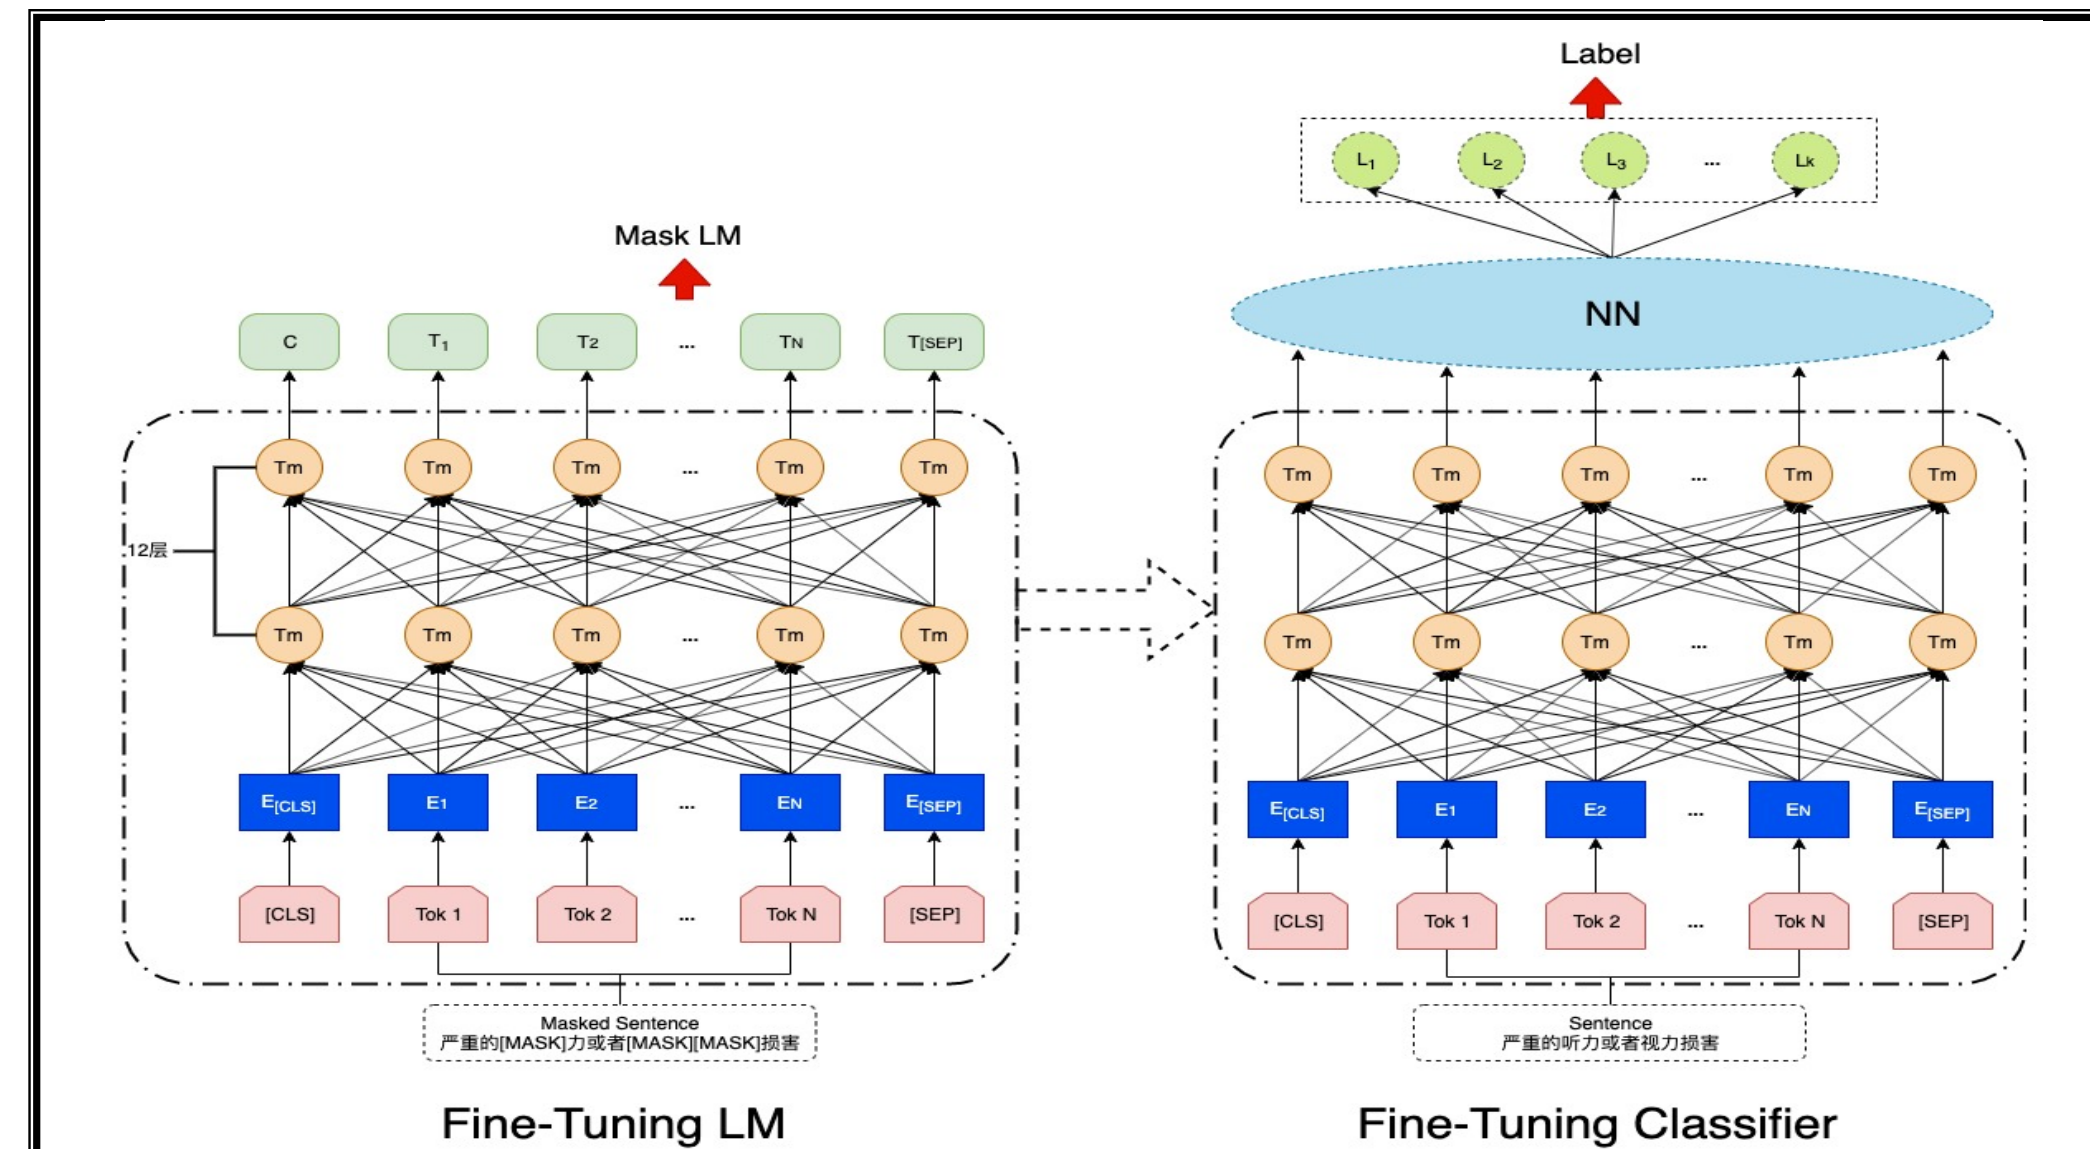 Label
L1 L2 L3 ... Lk
Mask LM
NN
C T1 T2 ... TN T[SEP]
Tm Tm Tm ... Tm Tm
Tm Tm Tm ... Tm Tm
12层
Tm Tm Tm ... Tm Tm
Tm Tm Tm ... Tm Tm
E[CLS] E1 E2 ... EN E[SEP]
E[CLS] E1 E2 ... EN E[SEP]
[CLS] Tok 1 Tok 2 ... Tok N [SEP]
[CLS] Tok 1 Tok 2 ... Tok N [SEP]
Masked Sentence
严重的[MASK]力或者[MASK][MASK]损害
Sentence
严重的听力或者视力损害
Fine-Tuning LM
Fine-Tuning Classifier